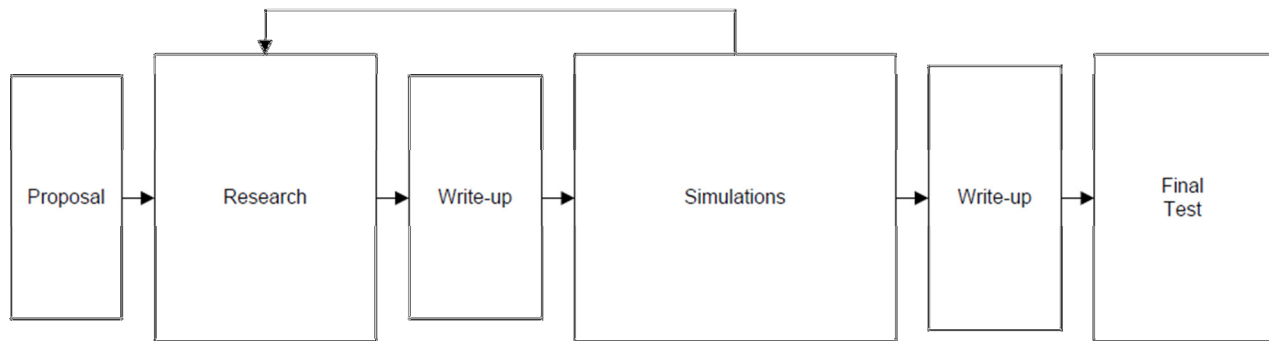 Proposal
Research
Write-up
Simulations
Write-up
Final
Test